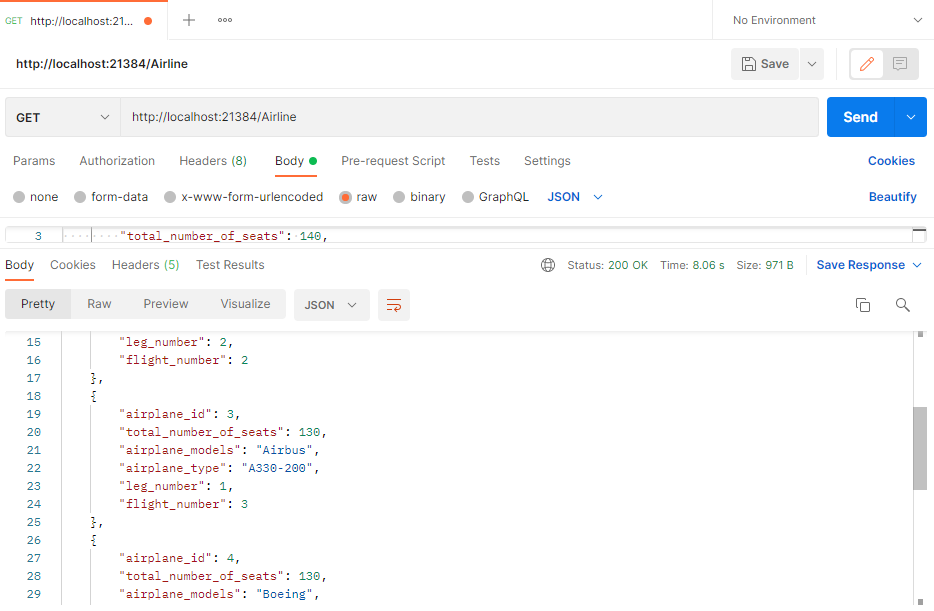 GET http://localhost:21... No Environment
http://localhost:21384/Airline Save
GET http://localhost:21384/Airline Send
Params Authorization Headers (8) Body Pre-request Script Tests Settings Cookies
none form-data x-www-form-urlencoded raw binary GraphQL JSON Beautify
3 "total_number_of_seats": 140,
Body Cookies Headers (5) Test Results Status: 200 OK Time: 8.06 s Size: 971 B Save Response
Pretty Raw Preview Visualize JSON
15 "leg_number": 2,
16 "flight_number": 2
17 },
18 {
19 "airplane_id": 3,
20 "total_number_of_seats": 130,
21 "airplane_models": "Airbus",
22 "airplane_type": "A330-200",
23 "leg_number": 1,
24 "flight_number": 3
25 },
26 {
27 "airplane_id": 4,
28 "total_number_of_seats": 130,
29 "airplane_models": "Boeing",